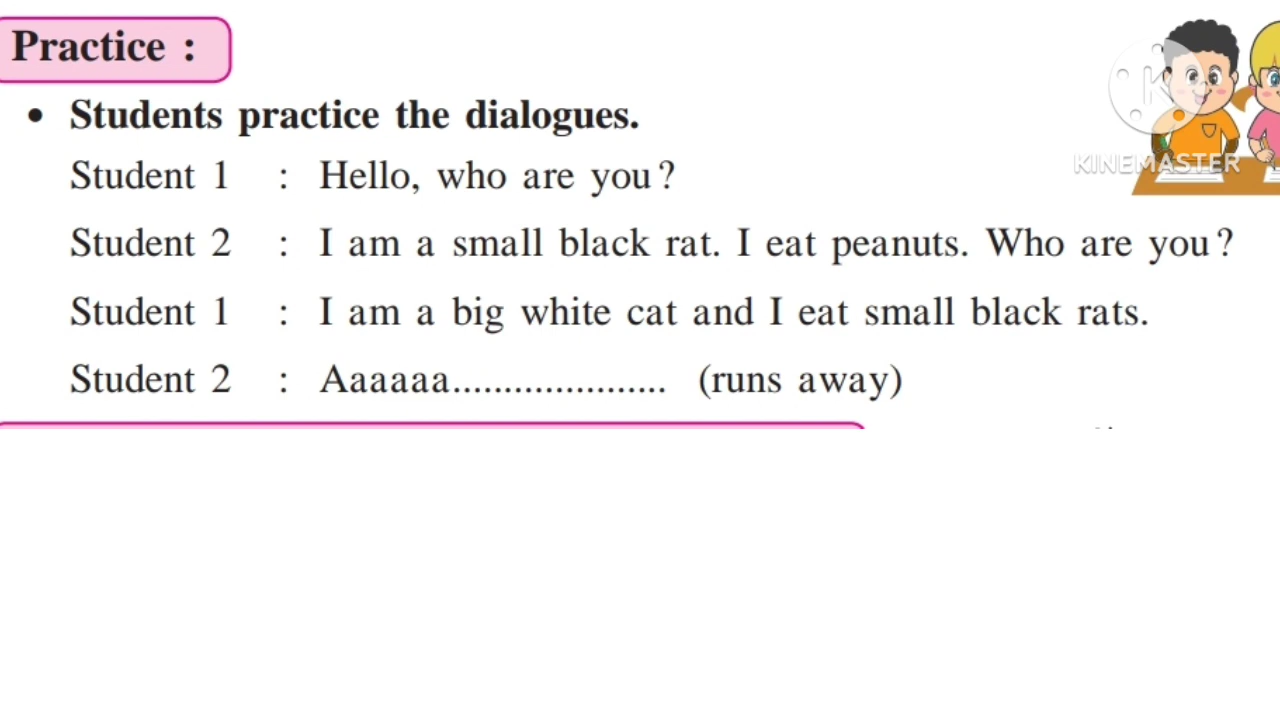 Practice :
• Students practice the dialogues.
Student 1 : Hello, who are you?
Student 2 : I am a small black rat. I eat peanuts. Who are you?
Student 1 : I am a big white cat and I eat small black rats.
Student 2 : Aaaaaa..................... (runs away)
K
KINEMASTER